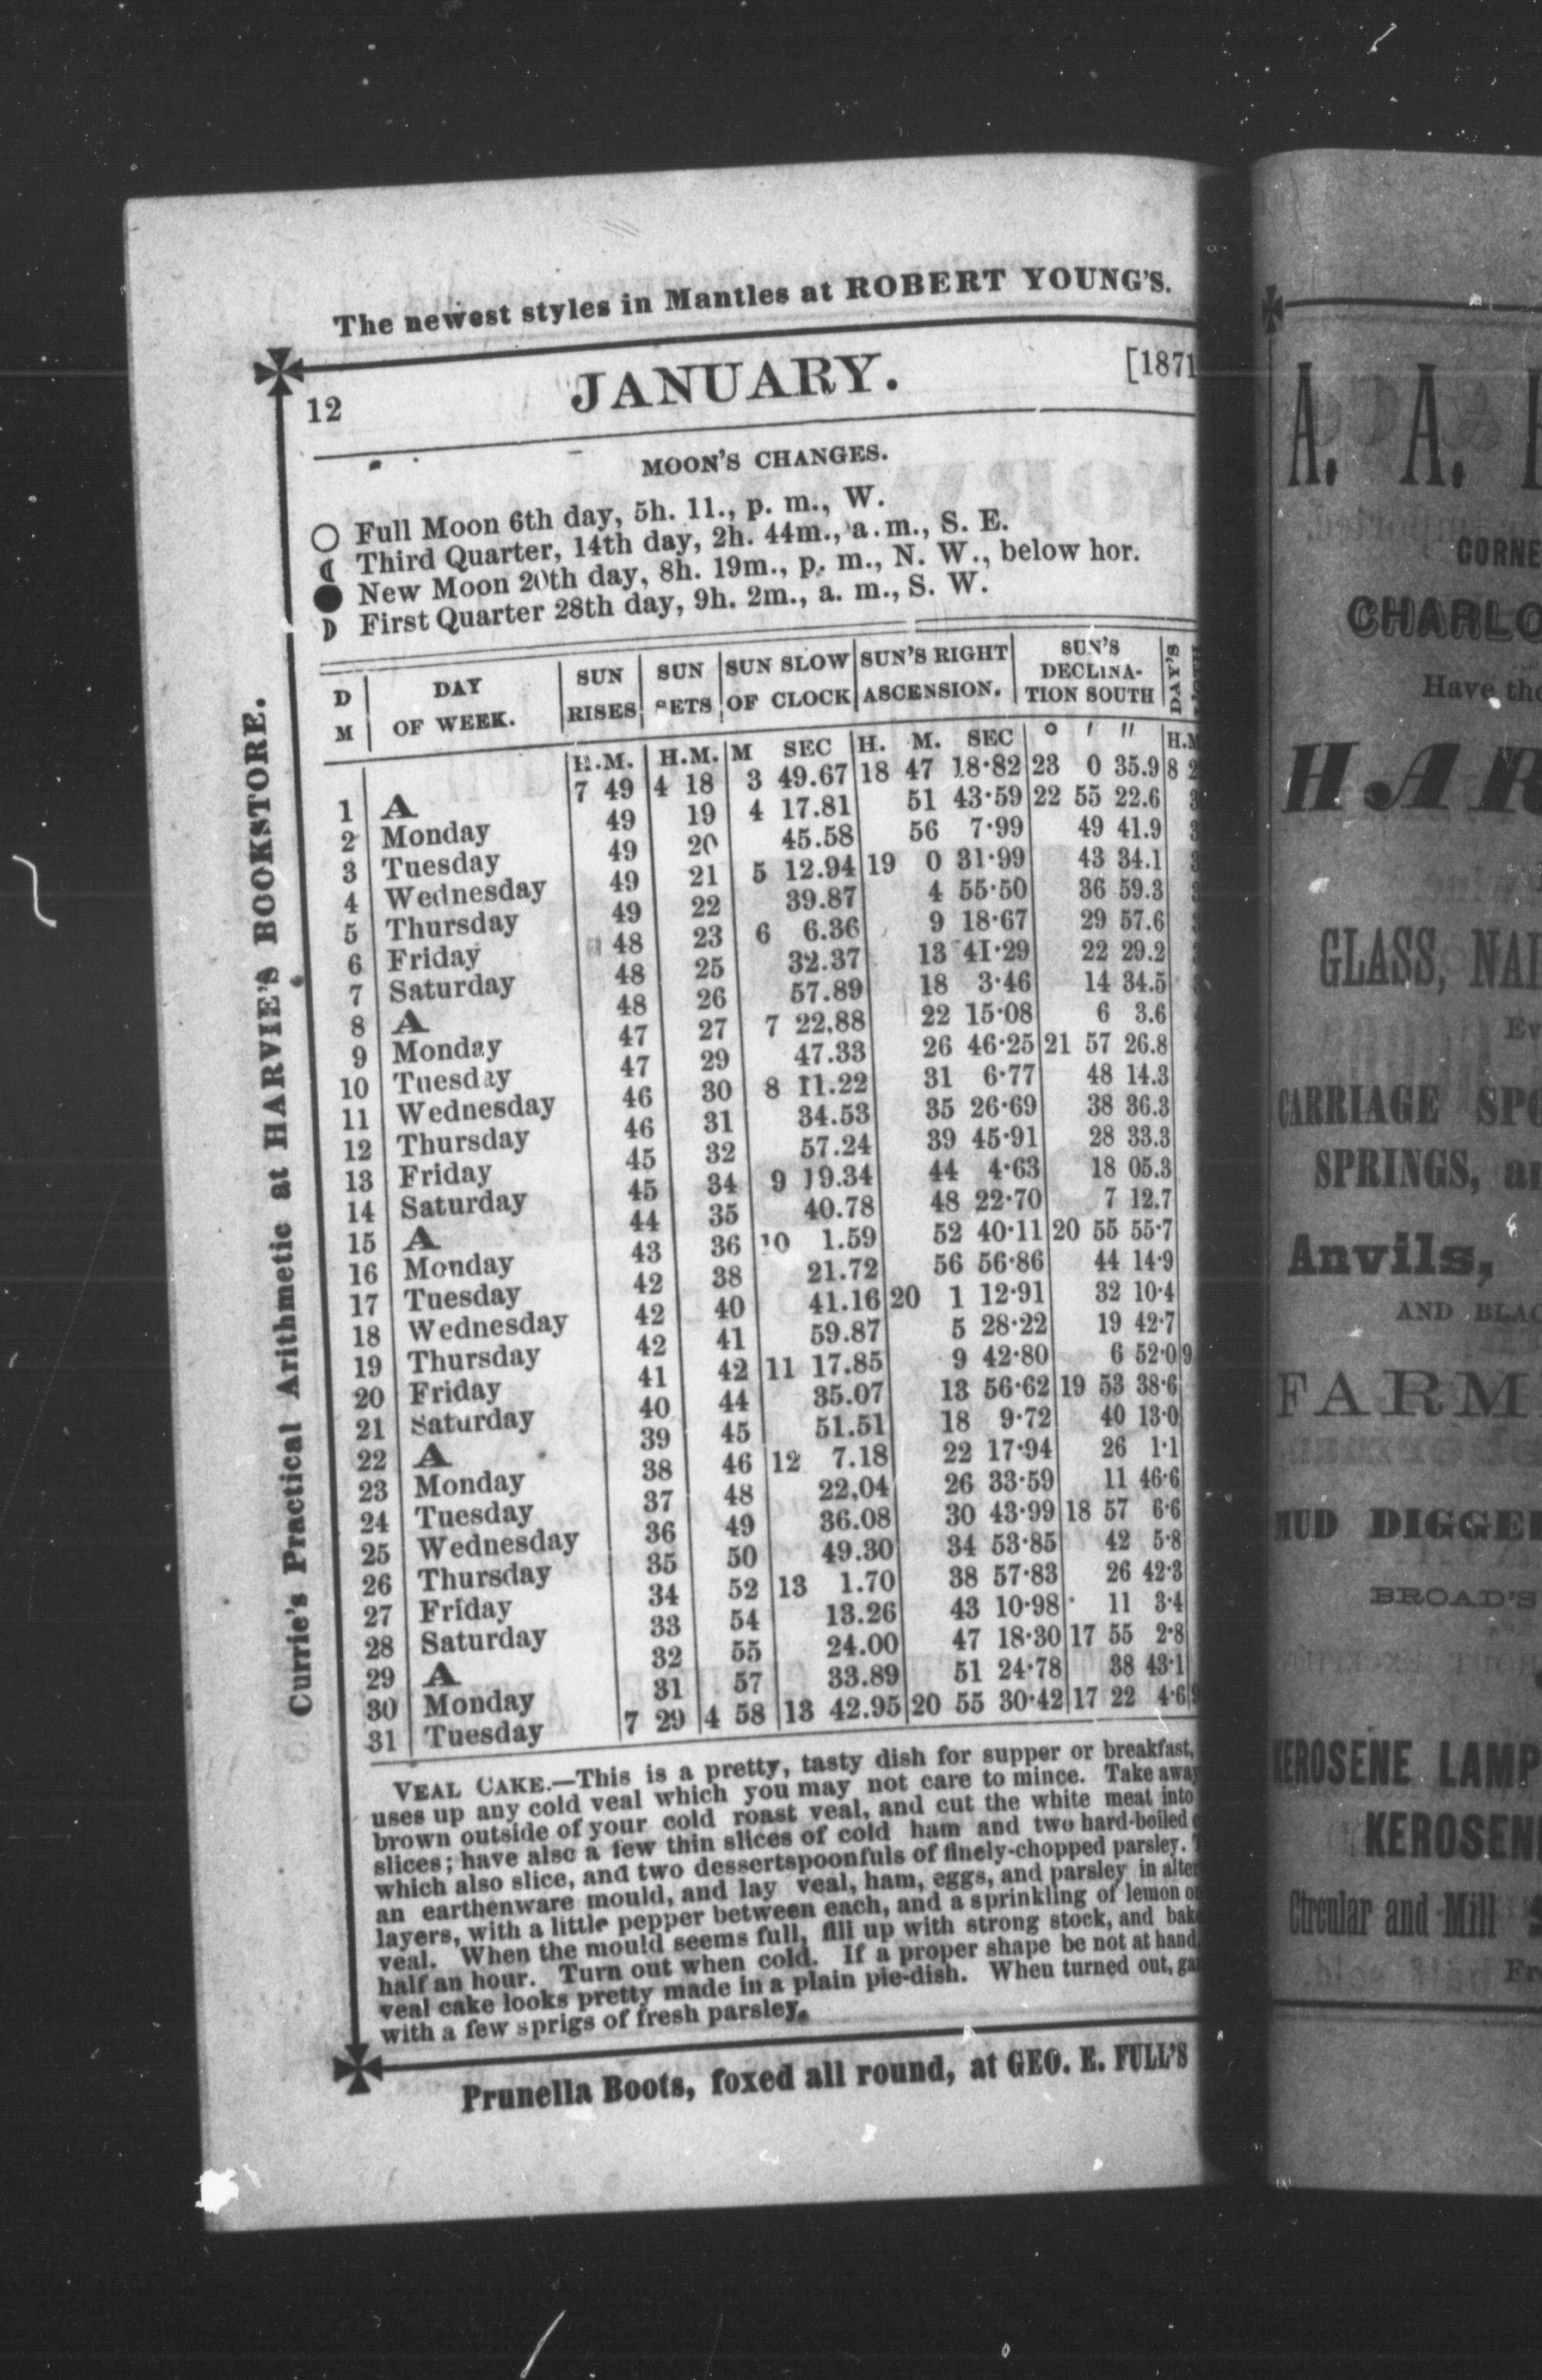 The newest styles in Mantles at ROBERT YOUNG'S.
12 JANUARY. [1871
MOON'S CHANGES.
Full Moon 6th day, 5h. 11., p. m., W.
Third Quarter, 14th day, 2h. 44m., a. m., S. E.
New Moon 20th day, 8h. 19m., p. m., N. W., below hor.
First Quarter 28th day, 9h. 2m., a. m., S. W.
D M | DAY OF WEEK. | SUN RISES | SUN SETS | SUN SLOW OF CLOCK | SUN'S RIGHT ASCENSION. | SUN'S DECLINA-TION SOUTH | DAY'S
H.M. | H.M. | M SEC | H. M. SEC | ° ' " | H.M
1 A 7 49 4 18 3 49.67 18 47 18·82 23 0 35.9 8 2
2 Monday 49 19 4 17.81 51 43·59 22 55 22.6 3
3 Tuesday 49 20 45.58 56 7·99 49 41.9 3
4 Wednesday 49 21 5 12.94 19 0 31·99 43 34.1 3
5 Thursday 49 22 39.87 4 55·50 36 59.3 3
6 Friday 48 23 6 6.36 9 18·67 29 57.6 3
7 Saturday 48 25 32.37 13 41·29 22 29.2 3
8 A 48 26 57.89 18 3·46 14 34.5
9 Monday 47 27 7 22,88 22 15·08 6 3.6
10 Tuesday 47 29 47.33 26 46·25 21 57 26.8
11 Wednesday 46 30 8 11.22 31 6·77 48 14.3
12 Thursday 46 31 34.53 35 26·69 38 36.3
13 Friday 45 32 57.24 39 45·91 28 33.3
14 Saturday 45 34 9 19.34 44 4·63 18 05.3
15 A 44 35 40.78 48 22·70 7 12.7
16 Monday 43 36 10 1.59 52 40·11 20 55 55·7
17 Tuesday 42 38 21.72 56 56·86 44 14·9
18 Wednesday 42 40 41.16 20 1 12·91 32 10·4
19 Thursday 42 41 59.87 5 28·22 19 42·7
20 Friday 41 42 11 17.85 9 42·80 6 52·0 9
21 Saturday 40 44 35.07 13 56·62 19 53 38·6
22 A 39 45 51.51 18 9·72 40 13·0
23 Monday 38 46 12 7.18 22 17·94 26 1·1
24 Tuesday 37 48 22,04 26 33·59 11 46·6
25 Wednesday 36 49 36.08 30 43·99 18 57 6·6
26 Thursday 35 50 49.30 34 53·85 42 5·8
27 Friday 34 52 13 1.70 38 57·83 26 42·3
28 Saturday 33 54 13.26 43 10·98 11 3·4
29 A 32 55 24.00 47 18·30 17 55 2·8
30 Monday 31 57 33.89 51 24·78 38 43·1
31 Tuesday 7 29 4 58 13 42.95 20 55 30·42 17 22 4·6 9
VEAL CAKE.—This is a pretty, tasty dish for supper or breakfast,
uses up any cold veal which you may not care to mince. Take away
brown outside of your cold roast veal, and cut the white meat into
slices; have also a few thin slices of cold ham and two hard-boiled
which also slice, and two dessertspoonfuls of finely-chopped parsley.
an earthenware mould, and lay veal, ham, eggs, and parsley in alter
layers, with a little pepper between each, and a sprinkling of lemon o
veal. When the mould seems full, fill up with strong stock, and bak
half an hour. Turn out when cold. If a proper shape be not at hand
veal cake looks pretty made in a plain pie-dish. When turned out, ga
with a few sprigs of fresh parsley.
Prunella Boots, foxed all round, at GEO. E. FULL'S
Currie's Practical Arithmetic at HARVIE'S BOOKSTORE.
A. A.
CORNE
CHARLO
Have the
HAR
GLASS, NAI
Ev
CARRIAGE SPO
SPRINGS, an
Anvils,
AND BLAC
FARM
MUD DIGGE
BROAD'S
KEROSENE LAMP
KEROSEN
Circular and Mill S
Fr